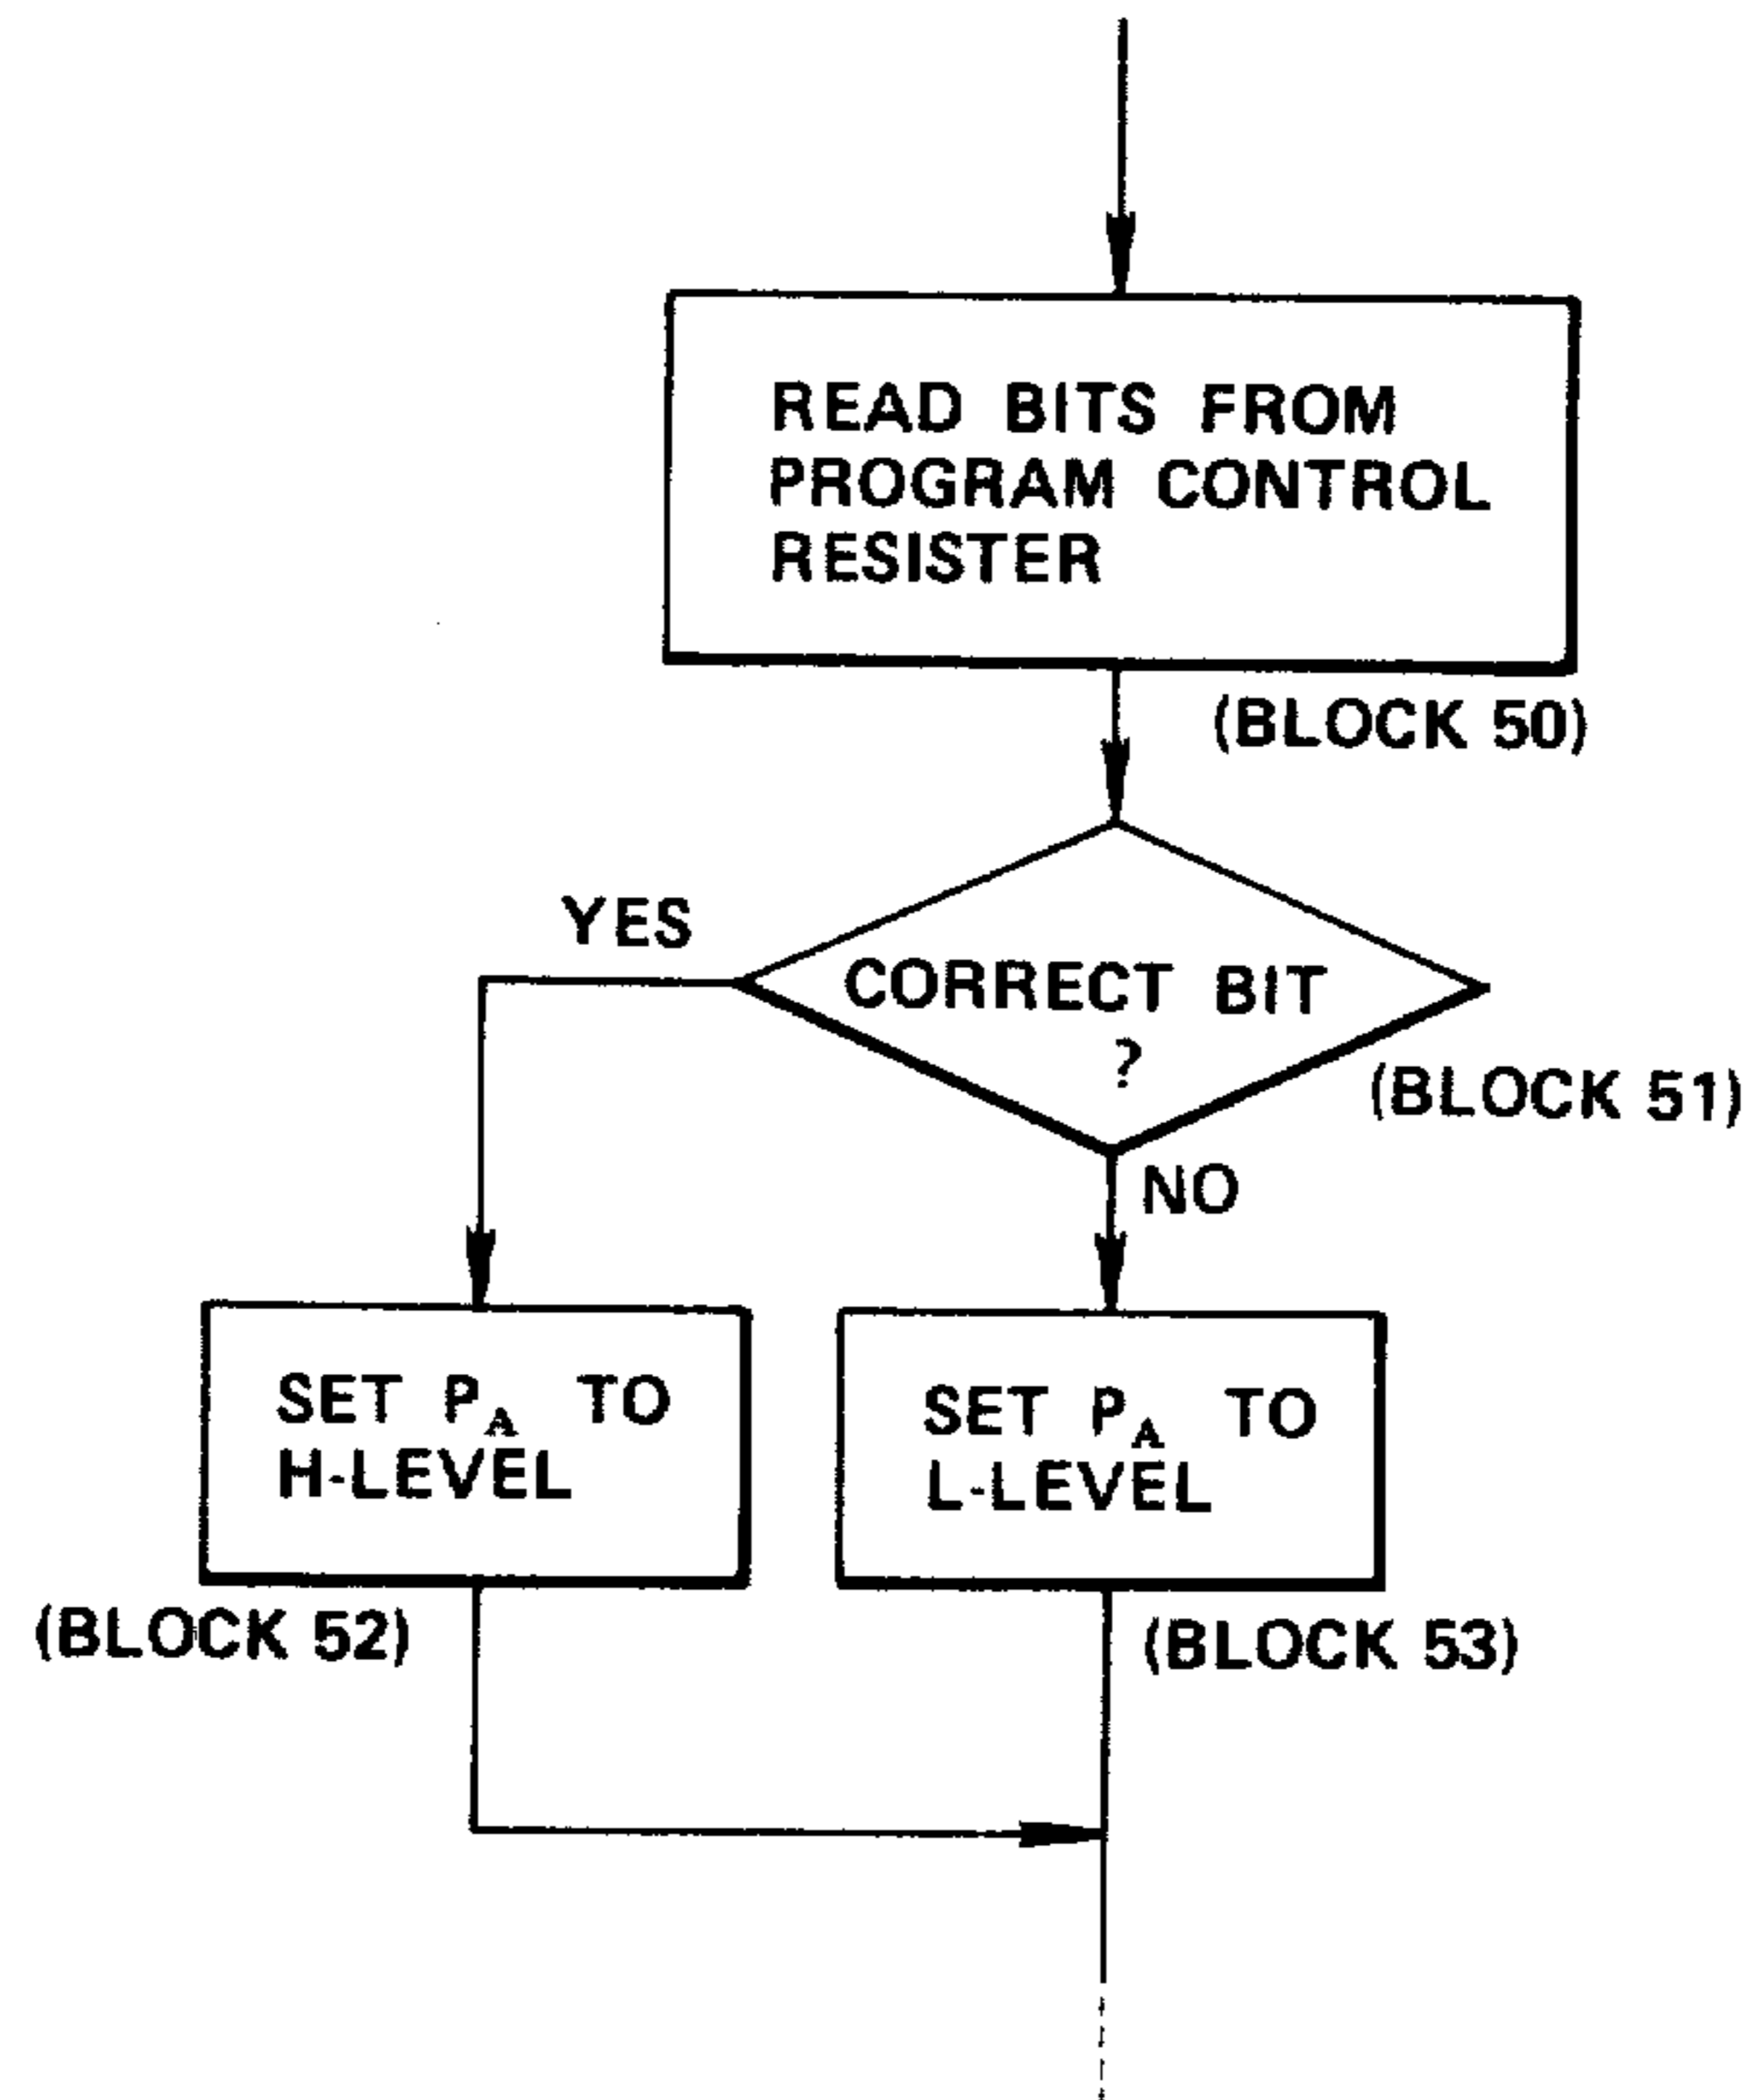 READ BITS FROM
PROGRAM CONTROL
RESISTER
(BLOCK 50)
YES
CORRECT BIT
?
(BLOCK 51)
NO
SET PA TO
H-LEVEL
(BLOCK 52)
SET PA TO
L-LEVEL
(BLOCK 53)